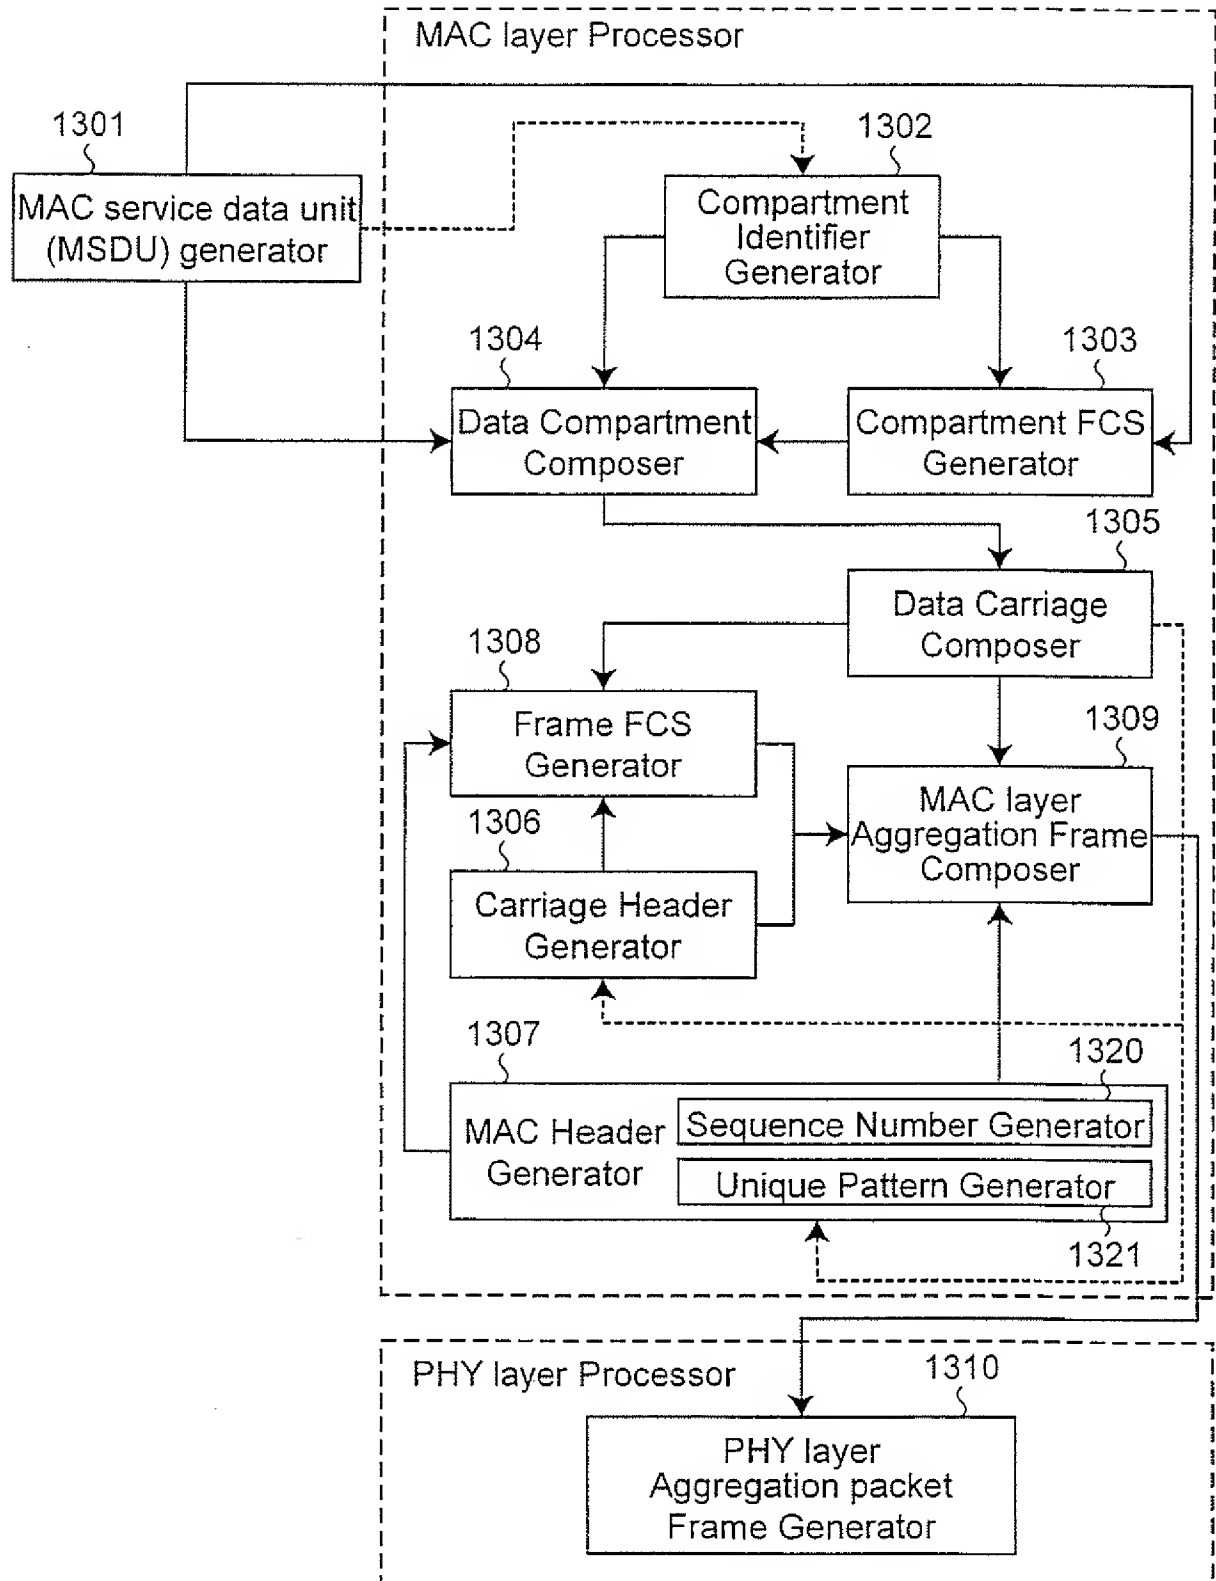 MAC layer Processor
1301
1302
MAC service data unit
(MSDU) generator
Compartment
Identifier
Generator
1304
1303
Data Compartment
Composer
Compartment FCS
Generator
1305
Data Carriage
Composer
1308
Frame FCS
Generator
1309
MAC layer
Aggregation Frame
Composer
1306
Carriage Header
Generator
1307
1320
MAC Header
Generator
Sequence Number Generator
Unique Pattern Generator
1321
PHY layer Processor
1310
PHY layer
Aggregation packet
Frame Generator